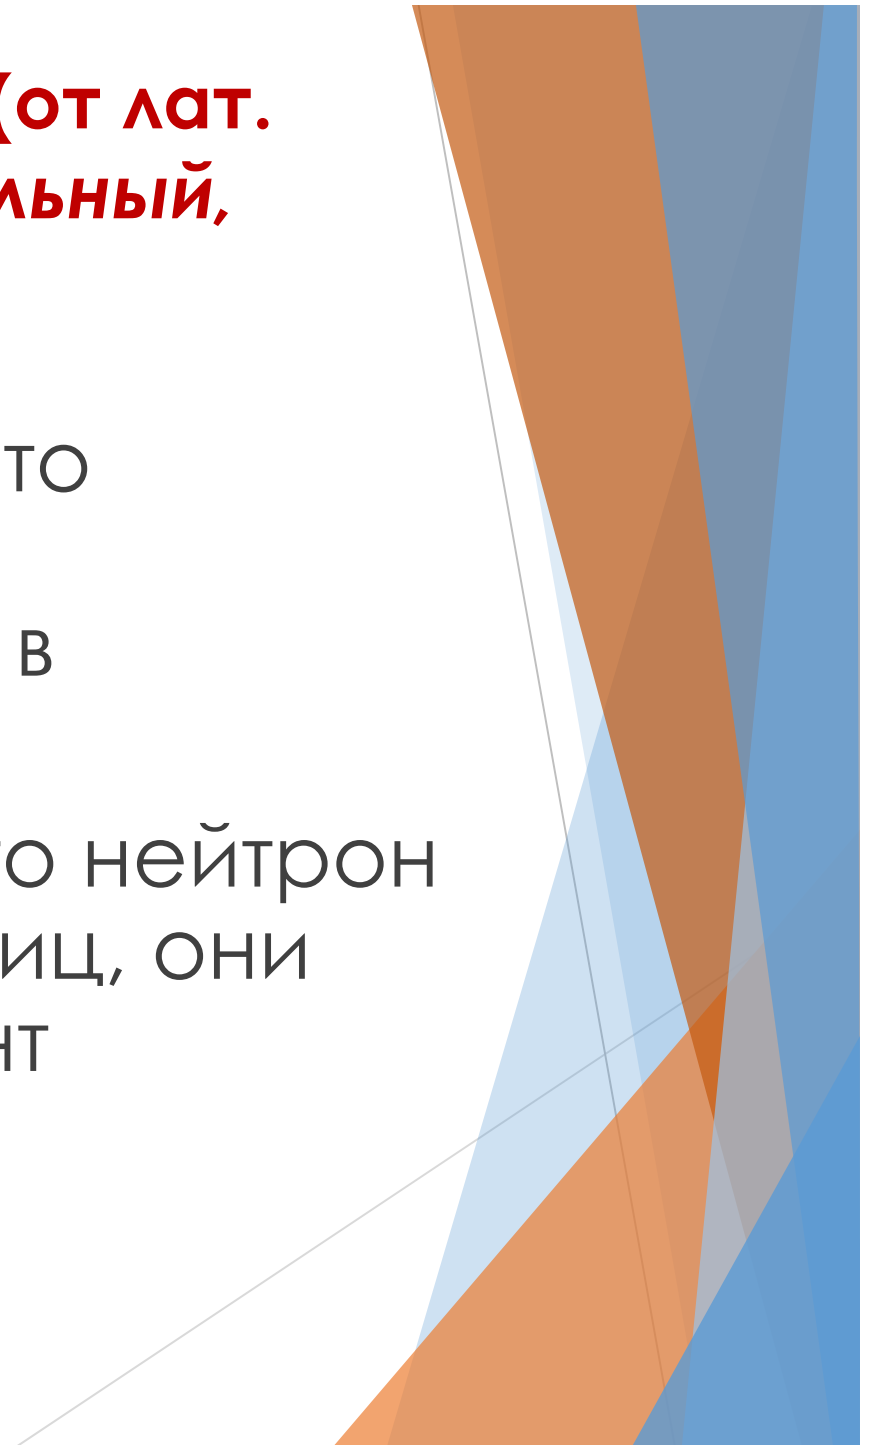 (от лат.
льный,
то
в
о нейтрон
иц, они
нт